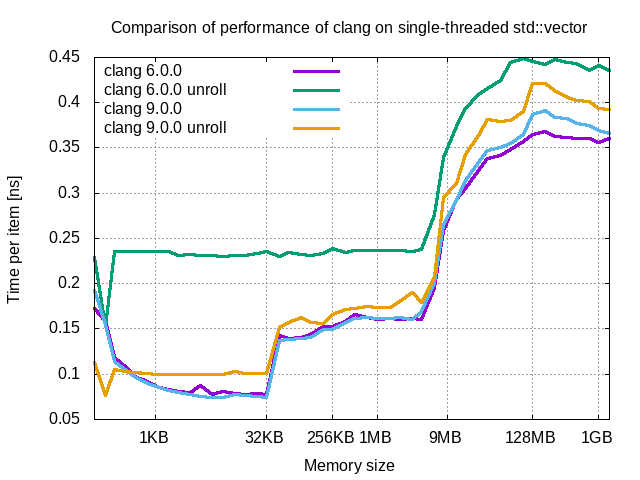 Comparison of performance of clang on single-threaded std::vector
0.45
0.4
0.35
0.3
0.25
0.2
0.15
0.1
0.05
Time per item [ns]
clang 6.0.0
clang 6.0.0 unroll
clang 9.0.0
clang 9.0.0 unroll
1KB 32KB 256KB 1MB 9MB 128MB 1GB
Memory size